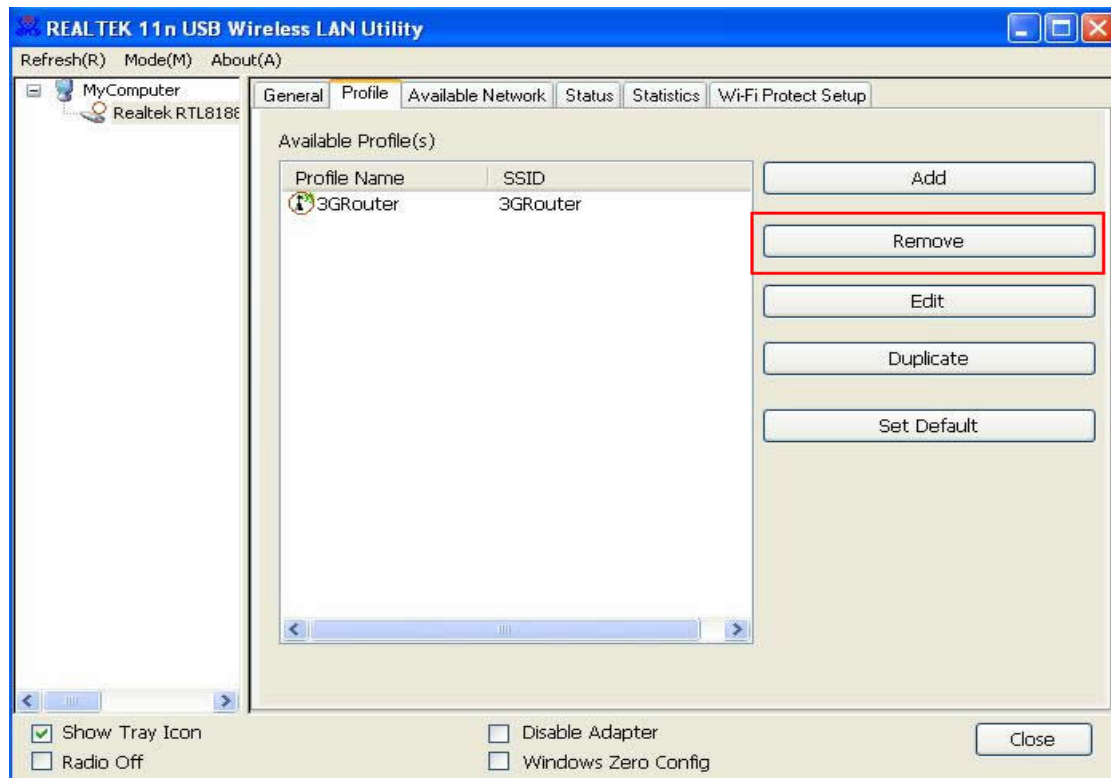 REALTEK 11n USB Wireless LAN Utility
Refresh(R) Mode(M) About(A)
MyComputer
Realtek RTL8188
General Profile Available Network Status Statistics Wi-Fi Protect Setup
Available Profile(s)
Profile Name SSID
3GRouter 3GRouter
Add
Remove
Edit
Duplicate
Set Default
Show Tray Icon
Radio Off
Disable Adapter
Windows Zero Config
Close